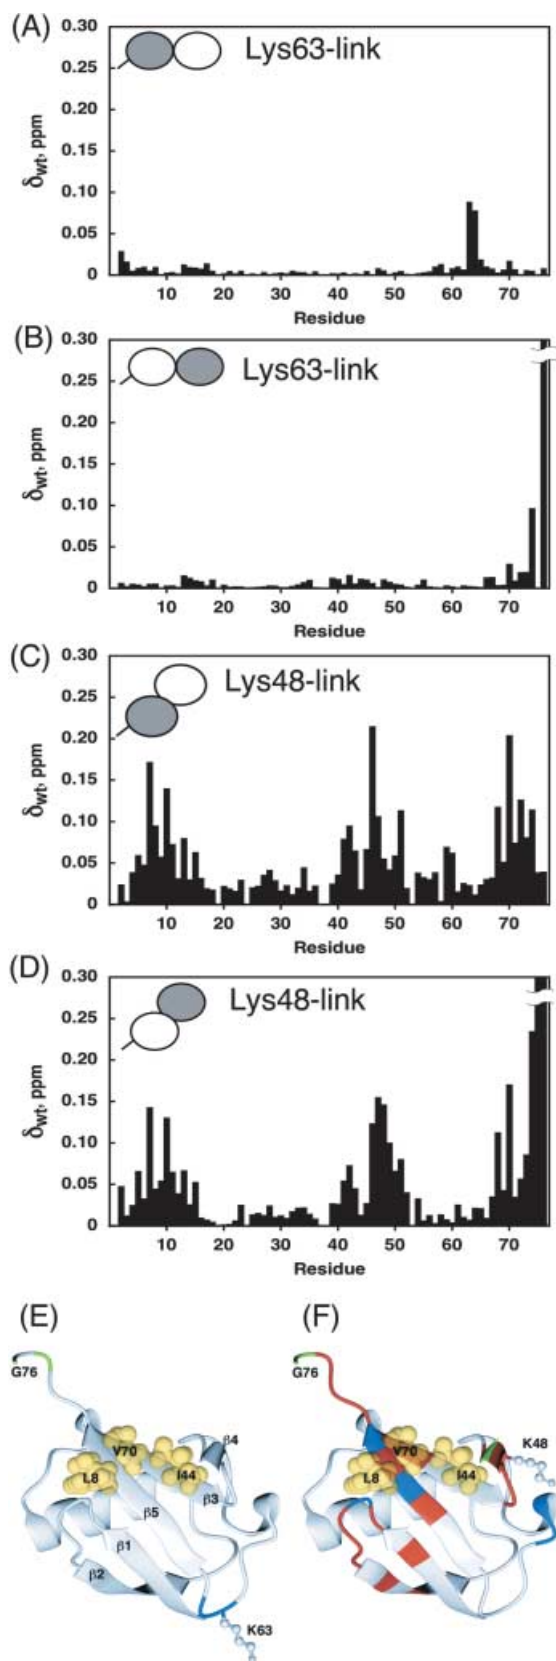 (A)
Lys63-link
0.30
0.25
0.20
0.15
0.10
0.05
0
δwt, ppm
10 20 30 40 50 60 70
Residue
(B)
Lys63-link
0.30
0.25
0.20
0.15
0.10
0.05
0
δwt, ppm
10 20 30 40 50 60 70
Residue
(C)
Lys48-link
0.30
0.25
0.20
0.15
0.10
0.05
0
δwt, ppm
10 20 30 40 50 60 70
Residue
(D)
Lys48-link
0.30
0.25
0.20
0.15
0.10
0.05
0
δwt, ppm
10 20 30 40 50 60 70
Residue
(E)
G76
V70
β4
L8
I44
β3
β5
β1
β2
K63
(F)
G76
K48
V70
L8
I44